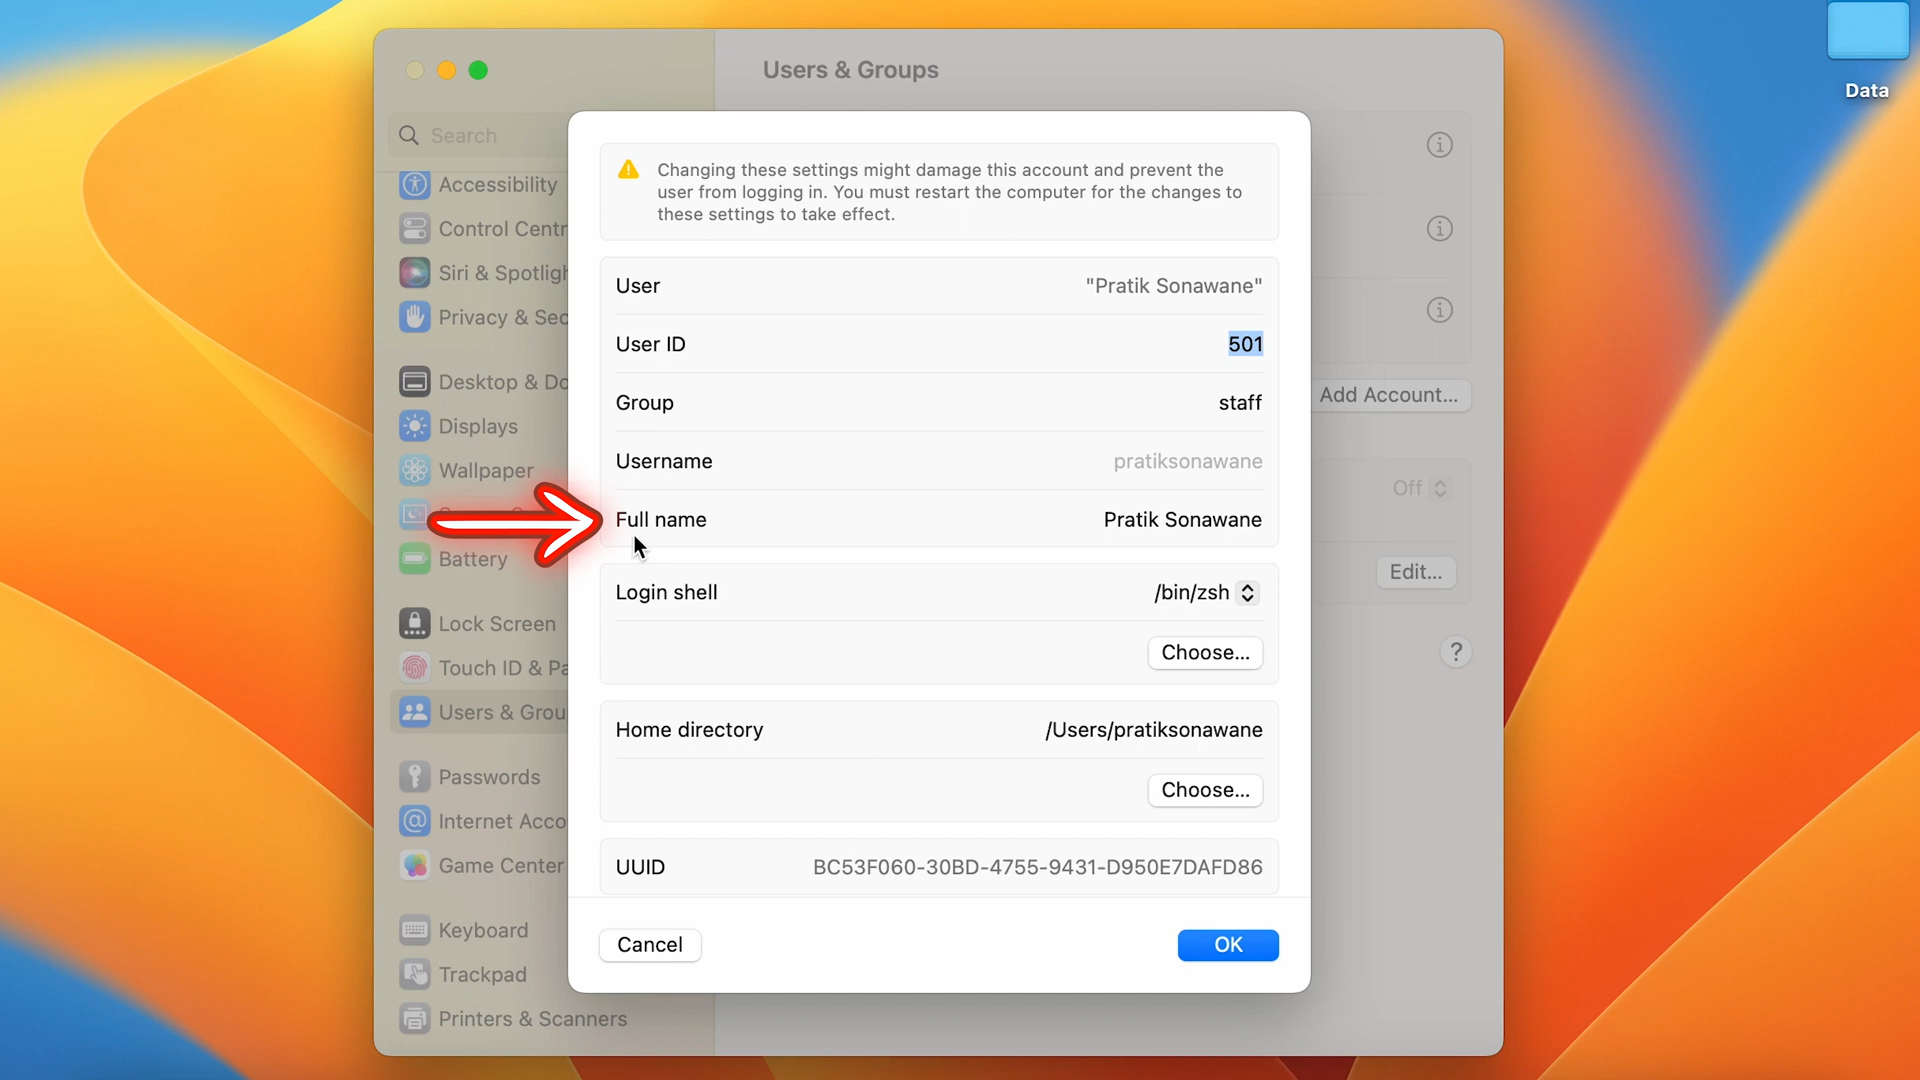 Users & Groups
Data
Search
Changing these settings might damage this account and prevent the
user from logging in. You must restart the computer for the changes to
these settings to take effect.
Accessibility
Control Centr
Siri & Spotligh
Privacy & Sec
Desktop & Do
Displays
Wallpaper
Battery
Lock Screen
Touch ID & Pa
Users & Grou
Passwords
Internet Acco
Game Center
Keyboard
Trackpad
Printers & Scanners
User "Pratik Sonawane"
User ID 501
Group staff
Username pratiksonawane
Full name Pratik Sonawane
Login shell /bin/zsh
Choose...
Home directory /Users/pratiksonawane
Choose...
UUID BC53F060-30BD-4755-9431-D950E7DAFD86
Cancel OK
Add Account...
Off
Edit...
?